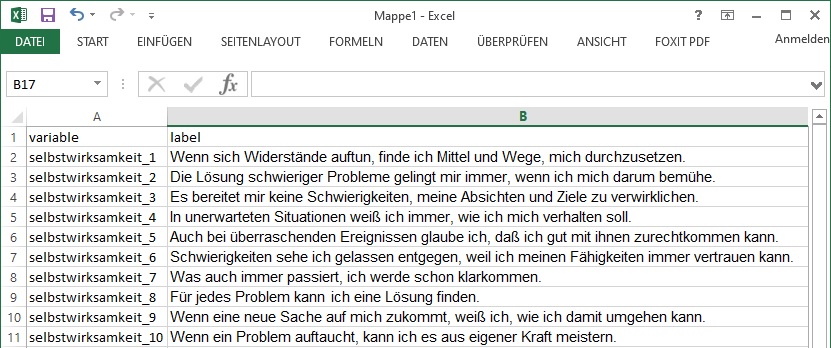 Mappe1 - Excel
DATEI START EINFÜGEN SEITENLAYOUT FORMELN DATEN ÜBERPRÜFEN ANSICHT FOXIT PDF Anmelden
B17 fx
A B
1 variable label
2 selbstwirksamkeit_1 Wenn sich Widerstände auftun, finde ich Mittel und Wege, mich durchzusetzen.
3 selbstwirksamkeit_2 Die Lösung schwieriger Probleme gelingt mir immer, wenn ich mich darum bemühe.
4 selbstwirksamkeit_3 Es bereitet mir keine Schwierigkeiten, meine Absichten und Ziele zu verwirklichen.
5 selbstwirksamkeit_4 In unerwarteten Situationen weiß ich immer, wie ich mich verhalten soll.
6 selbstwirksamkeit_5 Auch bei überraschenden Ereignissen glaube ich, daß ich gut mit ihnen zurechtkommen kann.
7 selbstwirksamkeit_6 Schwierigkeiten sehe ich gelassen entgegen, weil ich meinen Fähigkeiten immer vertrauen kann.
8 selbstwirksamkeit_7 Was auch immer passiert, ich werde schon klarkommen.
9 selbstwirksamkeit_8 Für jedes Problem kann ich eine Lösung finden.
10 selbstwirksamkeit_9 Wenn eine neue Sache auf mich zukommt, weiß ich, wie ich damit umgehen kann.
11 selbstwirksamkeit_10 Wenn ein Problem auftaucht, kann ich es aus eigener Kraft meistern.